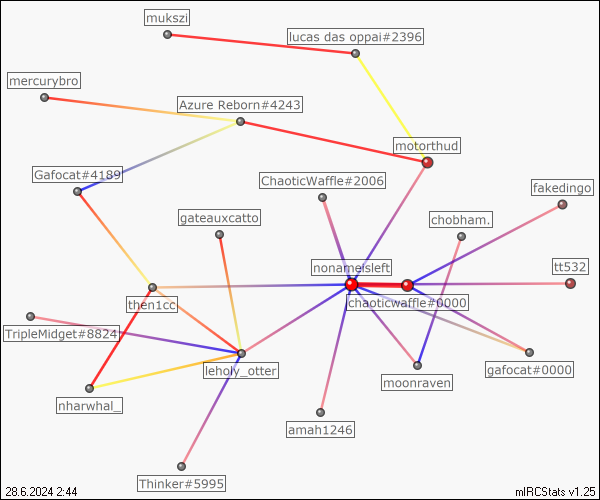 mukszi
lucas das oppai#2396
mercurybro
Azure Reborn#4243
motorthud
Gafocat#4189
ChaoticWaffle#2006
fakedingo
gateauxcatto
chobham.
nonameisleft
tt532
then1cc
chaoticwaffle#0000
TripleMidget#8824
leholy_otter
gafocat#0000
moonraven
nharwhal_
amah1246
Thinker#5995
28.6.2024 2:44
mIRCStats v1.25